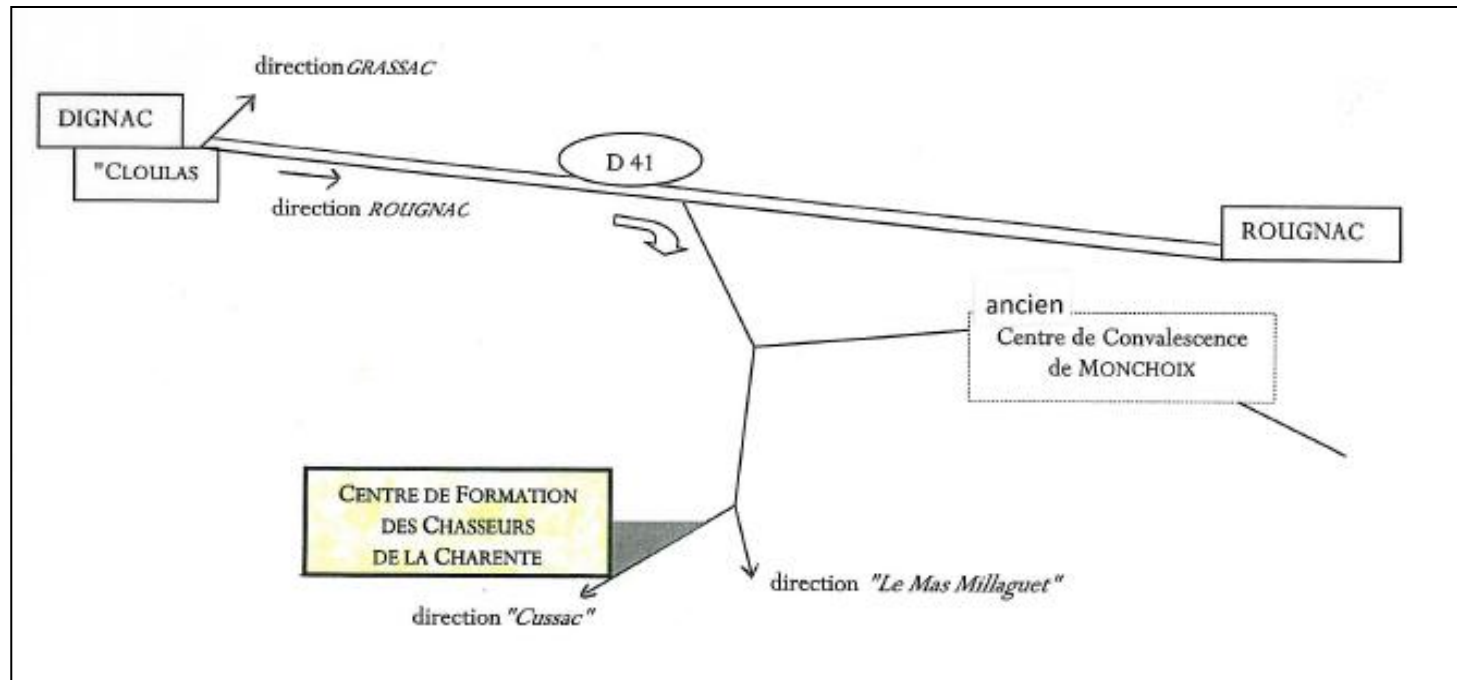 direction GRASSAC
DIGNAC
"CLOULAS
D 41
direction ROUGNAC
ROUGNAC
ancien
Centre de Convalescence
de MONCHOIX
CENTRE DE FORMATION
DES CHASSEURS
DE LA CHARENTE
direction "Le Mas Millaguet"
direction "Cussac"